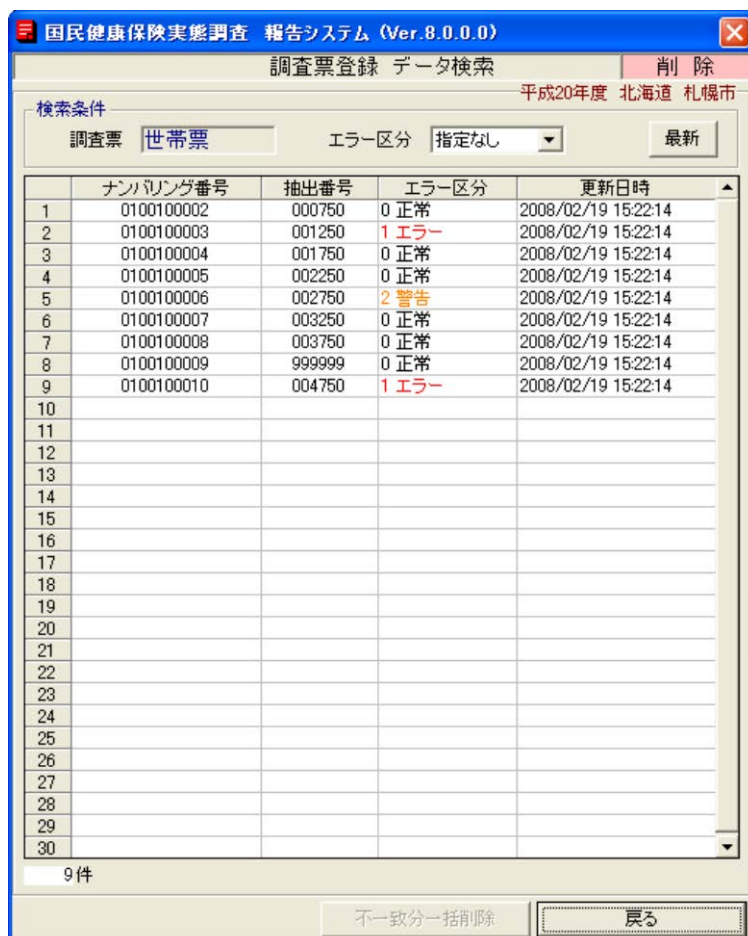 国民健康保険実態調査 報告システム (Ver.8.0.0.0)
調査票登録 データ検索 削 除
平成20年度 北海道 札幌市
検索条件
調査票 世帯票 エラー区分 指定なし 最新
ナンバリング番号 抽出番号 エラー区分 更新日時
1 0100100002 000750 0 正常 2008/02/19 15:22:14
2 0100100003 001250 1 エラー 2008/02/19 15:22:14
3 0100100004 001750 0 正常 2008/02/19 15:22:14
4 0100100005 002250 0 正常 2008/02/19 15:22:14
5 0100100006 002750 2 警告 2008/02/19 15:22:14
6 0100100007 003250 0 正常 2008/02/19 15:22:14
7 0100100008 003750 0 正常 2008/02/19 15:22:14
8 0100100009 999999 0 正常 2008/02/19 15:22:14
9 0100100010 004750 1 エラー 2008/02/19 15:22:14
10
11
12
13
14
15
16
17
18
19
20
21
22
23
24
25
26
27
28
29
30
9件
不一致分一括削除 戻る